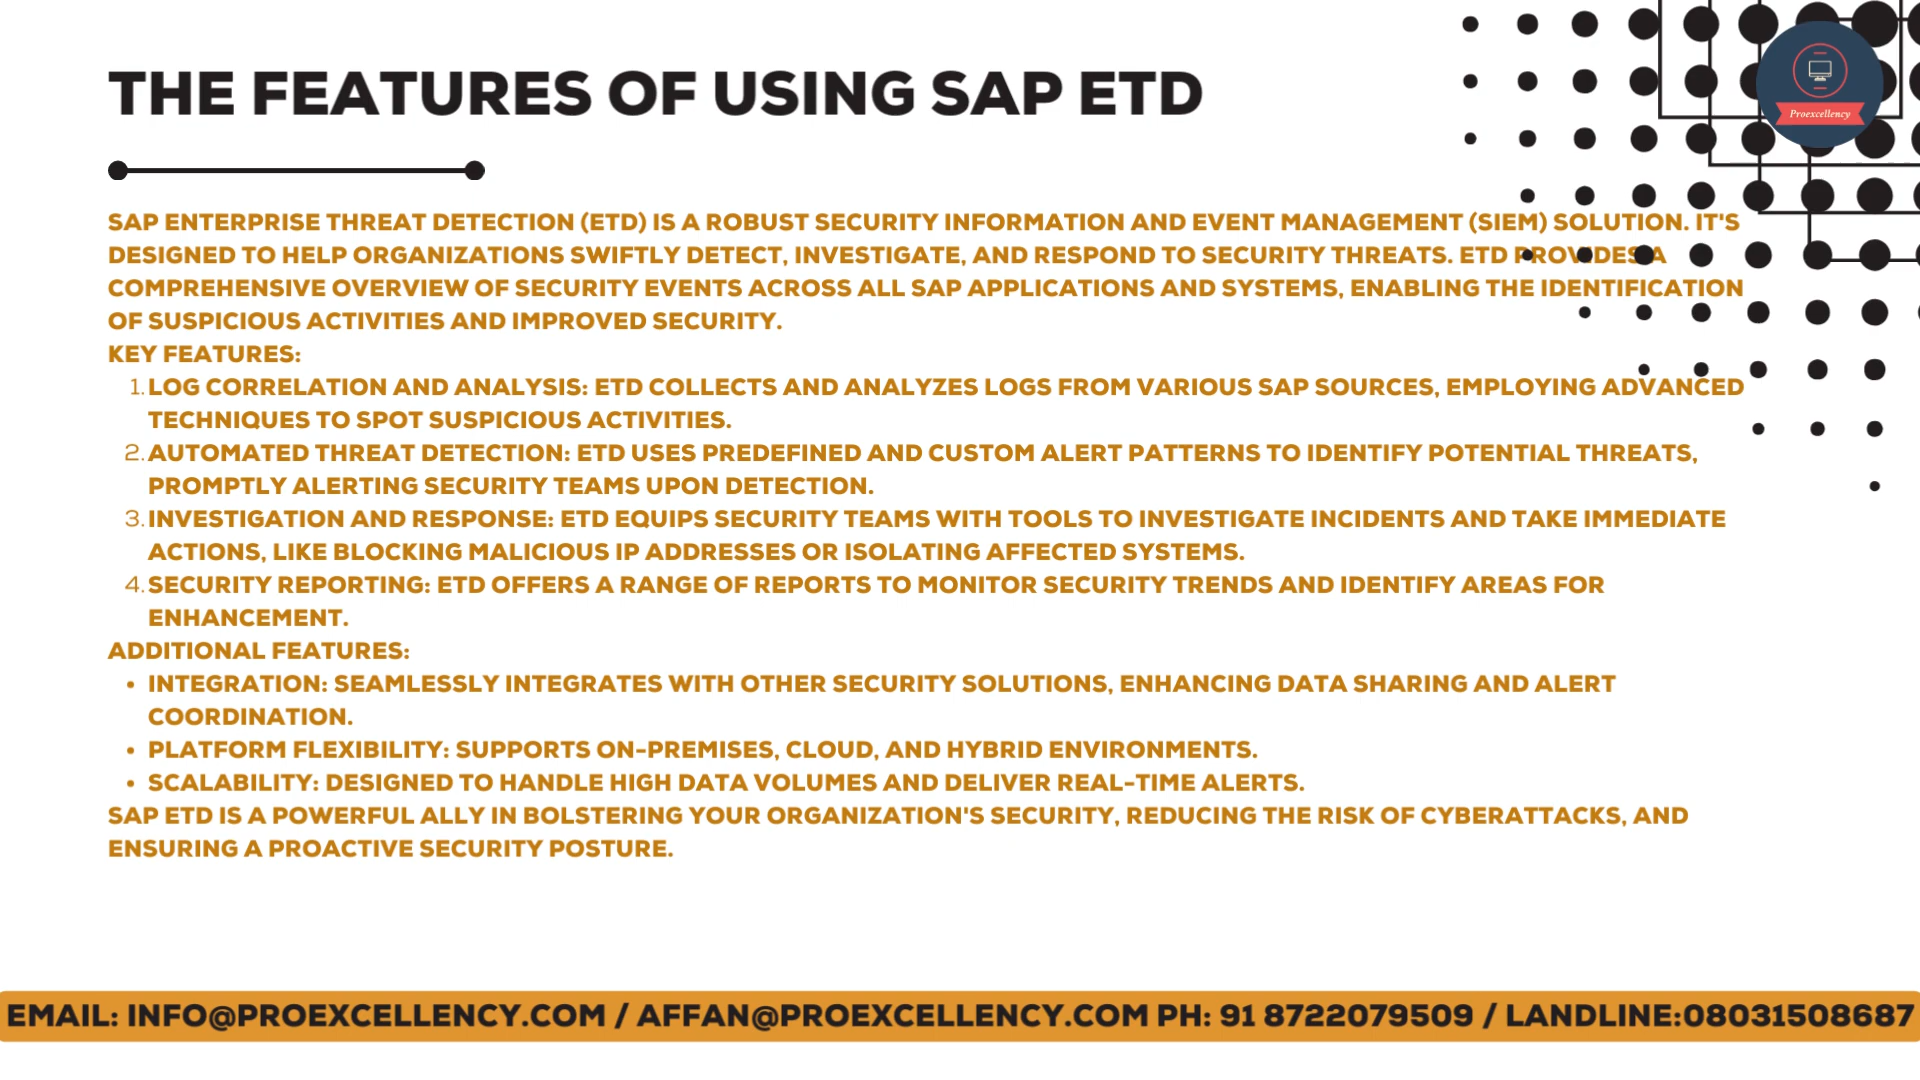 THE FEATURES OF USING SAP ETD
Proexcellency
SAP ENTERPRISE THREAT DETECTION (ETD) IS A ROBUST SECURITY INFORMATION AND EVENT MANAGEMENT (SIEM) SOLUTION. IT'S
DESIGNED TO HELP ORGANIZATIONS SWIFTLY DETECT, INVESTIGATE, AND RESPOND TO SECURITY THREATS. ETD PROVIDES A
COMPREHENSIVE OVERVIEW OF SECURITY EVENTS ACROSS ALL SAP APPLICATIONS AND SYSTEMS, ENABLING THE IDENTIFICATION
OF SUSPICIOUS ACTIVITIES AND IMPROVED SECURITY.
KEY FEATURES:
1. LOG CORRELATION AND ANALYSIS: ETD COLLECTS AND ANALYZES LOGS FROM VARIOUS SAP SOURCES, EMPLOYING ADVANCED
TECHNIQUES TO SPOT SUSPICIOUS ACTIVITIES.
2. AUTOMATED THREAT DETECTION: ETD USES PREDEFINED AND CUSTOM ALERT PATTERNS TO IDENTIFY POTENTIAL THREATS,
PROMPTLY ALERTING SECURITY TEAMS UPON DETECTION.
3. INVESTIGATION AND RESPONSE: ETD EQUIPS SECURITY TEAMS WITH TOOLS TO INVESTIGATE INCIDENTS AND TAKE IMMEDIATE
ACTIONS, LIKE BLOCKING MALICIOUS IP ADDRESSES OR ISOLATING AFFECTED SYSTEMS.
4. SECURITY REPORTING: ETD OFFERS A RANGE OF REPORTS TO MONITOR SECURITY TRENDS AND IDENTIFY AREAS FOR
ENHANCEMENT.
ADDITIONAL FEATURES:
• INTEGRATION: SEAMLESSLY INTEGRATES WITH OTHER SECURITY SOLUTIONS, ENHANCING DATA SHARING AND ALERT
COORDINATION.
• PLATFORM FLEXIBILITY: SUPPORTS ON-PREMISES, CLOUD, AND HYBRID ENVIRONMENTS.
• SCALABILITY: DESIGNED TO HANDLE HIGH DATA VOLUMES AND DELIVER REAL-TIME ALERTS.
SAP ETD IS A POWERFUL ALLY IN BOLSTERING YOUR ORGANIZATION'S SECURITY, REDUCING THE RISK OF CYBERATTACKS, AND
ENSURING A PROACTIVE SECURITY POSTURE.
EMAIL: INFO@PROEXCELLENCY.COM / AFFAN@PROEXCELLENCY.COM PH: 91 8722079509 / LANDLINE:08031508687